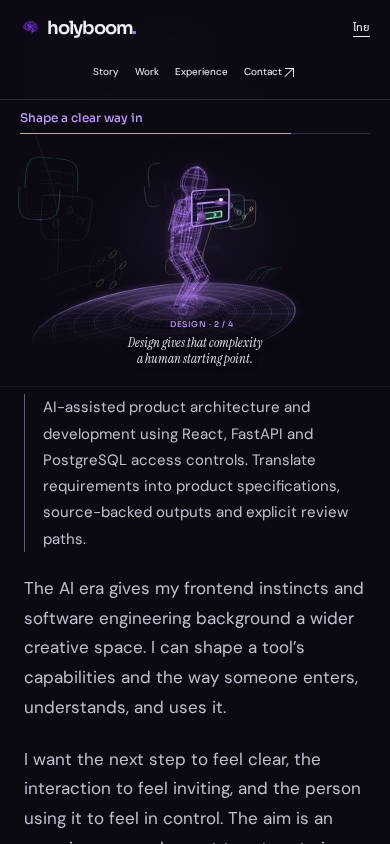 holyboom.
ไทย
Story Work Experience Contact
Shape a clear way in
DESIGN · 2 / 4
Design gives that complexity
a human starting point.
AI-assisted product architecture and
development using React, FastAPI and
PostgreSQL access controls. Translate
requirements into product specifications,
source-backed outputs and explicit review
paths.
The AI era gives my frontend instincts and
software engineering background a wider
creative space. I can shape a tool’s
capabilities and the way someone enters,
understands, and uses it.
I want the next step to feel clear, the
interaction to feel inviting, and the person
using it to feel in control. The aim is an